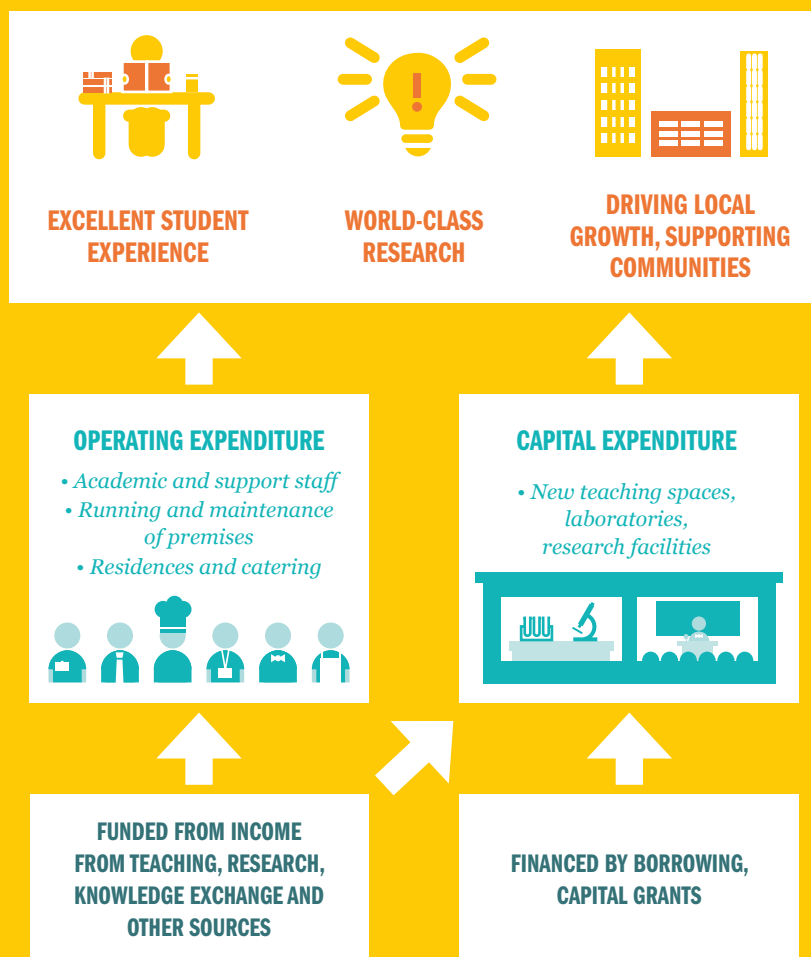 EXCELLENT STUDENT
EXPERIENCE
WORLD-CLASS
RESEARCH
DRIVING LOCAL
GROWTH, SUPPORTING
COMMUNITIES
OPERATING EXPENDITURE
• Academic and support staff
• Running and maintenance
of premises
• Residences and catering
CAPITAL EXPENDITURE
• New teaching spaces,
laboratories,
research facilities
FUNDED FROM INCOME
FROM TEACHING, RESEARCH,
KNOWLEDGE EXCHANGE AND
OTHER SOURCES
FINANCED BY BORROWING,
CAPITAL GRANTS